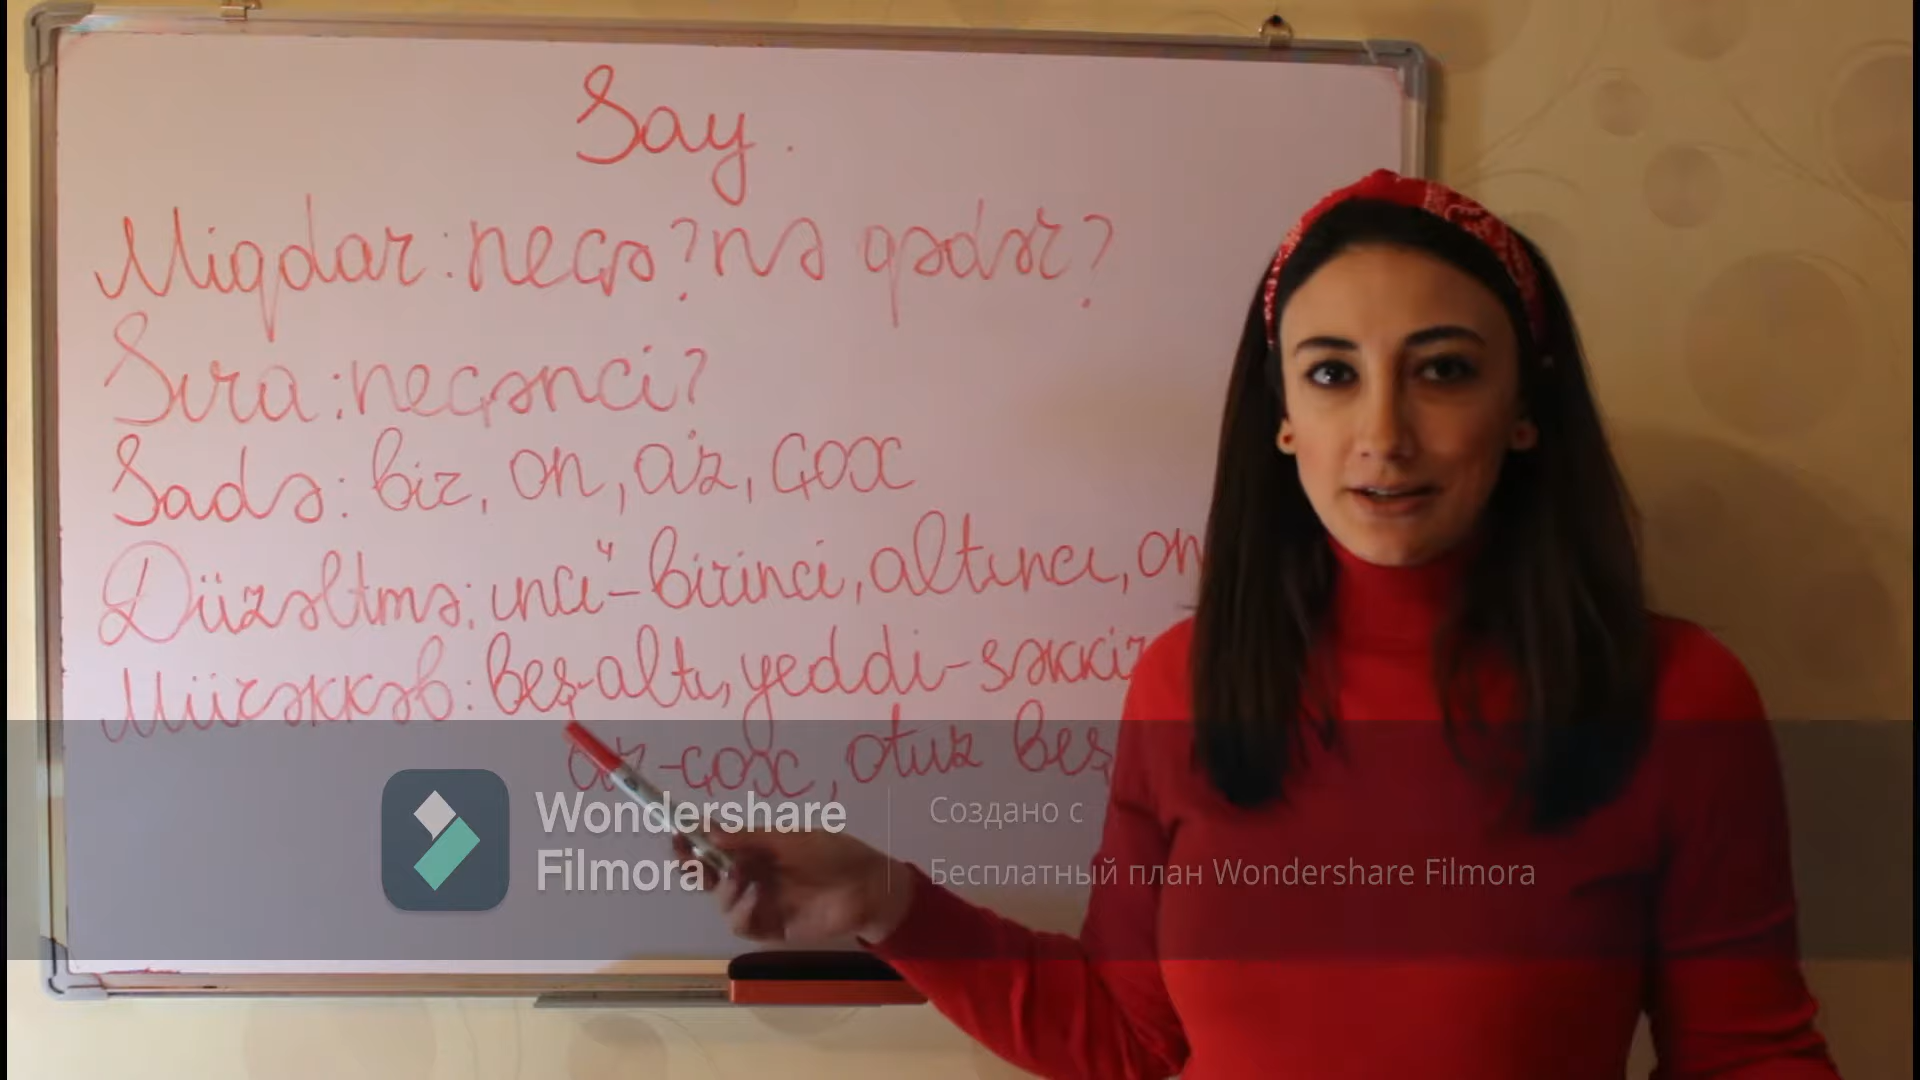 Say.
Miqdar: neçə? nə qədər?
Sıra: neçənci?
Sadə: bir, on, az, çox
Düzəltmə: ıncı⁴ – birinci, altıncı, on
Mürəkkəb: beş-altı, yeddi-səkkiz
az-çox, otuz beş
Wondershare
Filmora
Создано с
Бесплатный план Wondershare Filmora